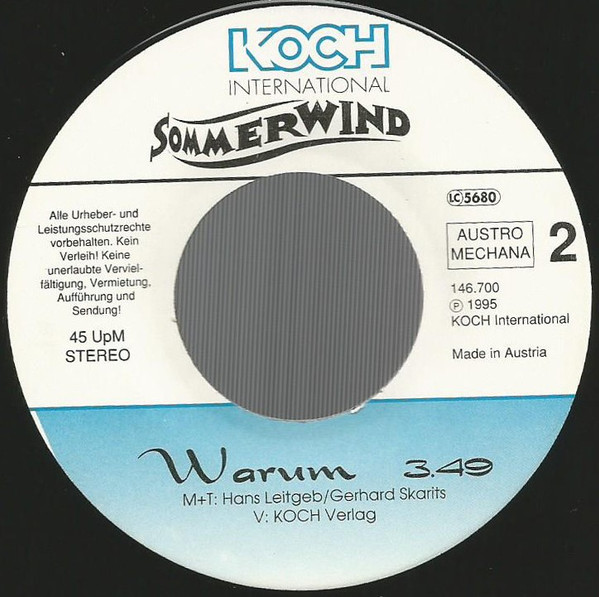 KOCH
INTERNATIONAL
SOMMERWIND
Alle Urheber- und
Leistungsschutzrechte
vorbehalten. Kein
Verleih! Keine
unerlaubte Verviel-
fältigung, Vermietung,
Aufführung und
Sendung!
45 UpM
STEREO
LC 5680
AUSTRO
MECHANA
2
146.700
℗ 1995
KOCH International
Made in Austria
Warum 3.49
M+T: Hans Leitgeb/Gerhard Skarits
V: KOCH Verlag